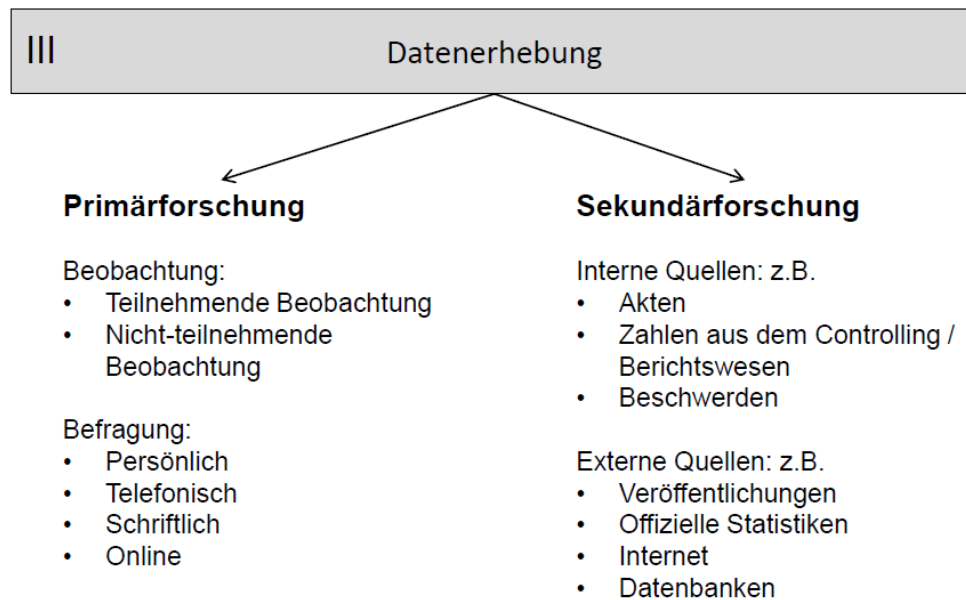 III
Datenerhebung
Primärforschung
Beobachtung:
• Teilnehmende Beobachtung
• Nicht-teilnehmende
Beobachtung
Befragung:
• Persönlich
• Telefonisch
• Schriftlich
• Online
Sekundärforschung
Interne Quellen: z.B.
• Akten
• Zahlen aus dem Controlling /
Berichtswesen
• Beschwerden
Externe Quellen: z.B.
• Veröffentlichungen
• Offizielle Statistiken
• Internet
• Datenbanken